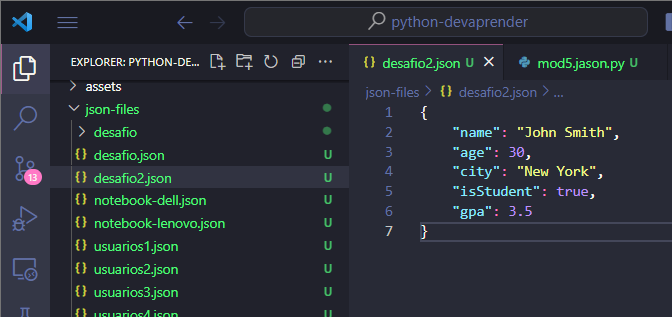 python-devaprender
EXPLORER: PYTHON-DE...
assets
json-files
desafio
desafio.json U
desafio2.json U
notebook-dell.json U
notebook-lenovo.json U
usuarios1.json U
usuarios2.json U
usuarios3.json U
usuarios4.json U
13
desafio2.json U
mod5.jason.py U
json-files > desafio2.json > ...
1 {
2 "name": "John Smith",
3 "age": 30,
4 "city": "New York",
5 "isStudent": true,
6 "gpa": 3.5
7 }